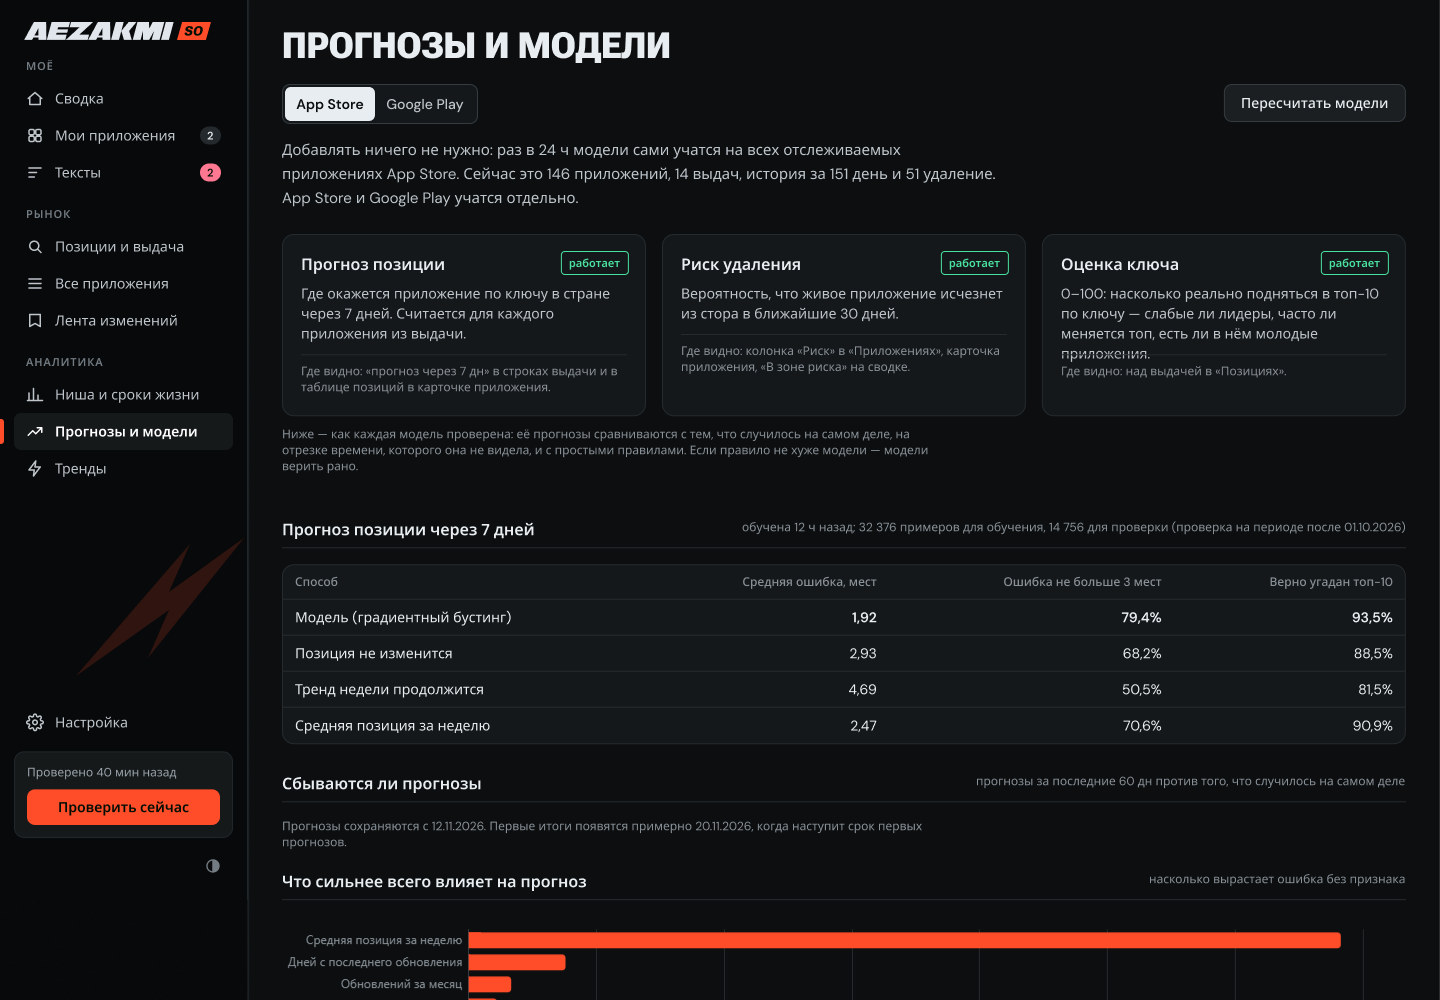 AEZAKMI SO
МОЁ
Сводка
Мои приложения 2
Тексты 2
РЫНОК
Позиции и выдача
Все приложения
Лента изменений
АНАЛИТИКА
Ниша и сроки жизни
Прогнозы и модели
Тренды
Настройка
Проверено 40 мин назад
Проверить сейчас
ПРОГНОЗЫ И МОДЕЛИ
App Store Google Play
Пересчитать модели
Добавлять ничего не нужно: раз в 24 ч модели сами учатся на всех отслеживаемых
приложениях App Store. Сейчас это 146 приложений, 14 выдач, история за 151 день и 51 удаление.
App Store и Google Play учатся отдельно.
Прогноз позиции работает
Где окажется приложение по ключу в стране
через 7 дней. Считается для каждого
приложения из выдачи.
Где видно: «прогноз через 7 дн» в строках выдачи и в
таблице позиций в карточке приложения.
Риск удаления работает
Вероятность, что живое приложение исчезнет
из стора в ближайшие 30 дней.
Где видно: колонка «Риск» в «Приложениях», карточка
приложения, «В зоне риска» на сводке.
Оценка ключа работает
0–100: насколько реально подняться в топ-10
по ключу — слабые ли лидеры, часто ли
меняется топ, есть ли в нём молодые
приложения.
Где видно: над выдачей в «Позициях».
Ниже — как каждая модель проверена: её прогнозы сравниваются с тем, что случилось на самом деле, на
отрезке времени, которого она не видела, и с простыми правилами. Если правило не хуже модели — модели
верить рано.
Прогноз позиции через 7 дней
обучена 12 ч назад; 32 376 примеров для обучения, 14 756 для проверки (проверка на периоде после 01.10.2026)
Способ Средняя ошибка, мест Ошибка не больше 3 мест Верно угадан топ-10
Модель (градиентный бустинг) 1,92 79,4% 93,5%
Позиция не изменится 2,93 68,2% 88,5%
Тренд недели продолжится 4,69 50,5% 81,5%
Средняя позиция за неделю 2,47 70,6% 90,9%
Сбываются ли прогнозы
прогнозы за последние 60 дн против того, что случилось на самом деле
Прогнозы сохраняются с 12.11.2026. Первые итоги появятся примерно 20.11.2026, когда наступит срок первых
прогнозов.
Что сильнее всего влияет на прогноз
насколько вырастает ошибка без признака
Средняя позиция за неделю
Дней с последнего обновления
Обновлений за месяц